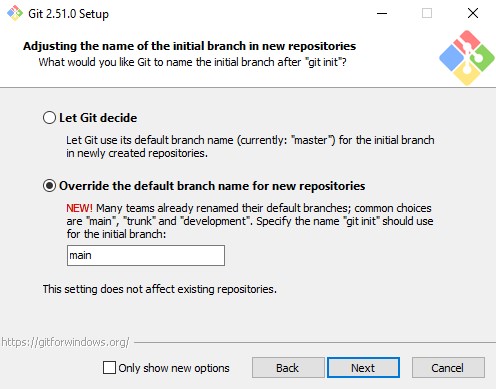 Git 2.51.0 Setup
Adjusting the name of the initial branch in new repositories
What would you like Git to name the initial branch after "git init"?
Let Git decide
Let Git use its default branch name (currently: "master") for the initial branch
in newly created repositories.
Override the default branch name for new repositories
NEW! Many teams already renamed their default branches; common choices
are "main", "trunk" and "development". Specify the name "git init" should use
for the initial branch:
main
This setting does not affect existing repositories.
https://gitforwindows.org/
Only show new options
Back
Next
Cancel